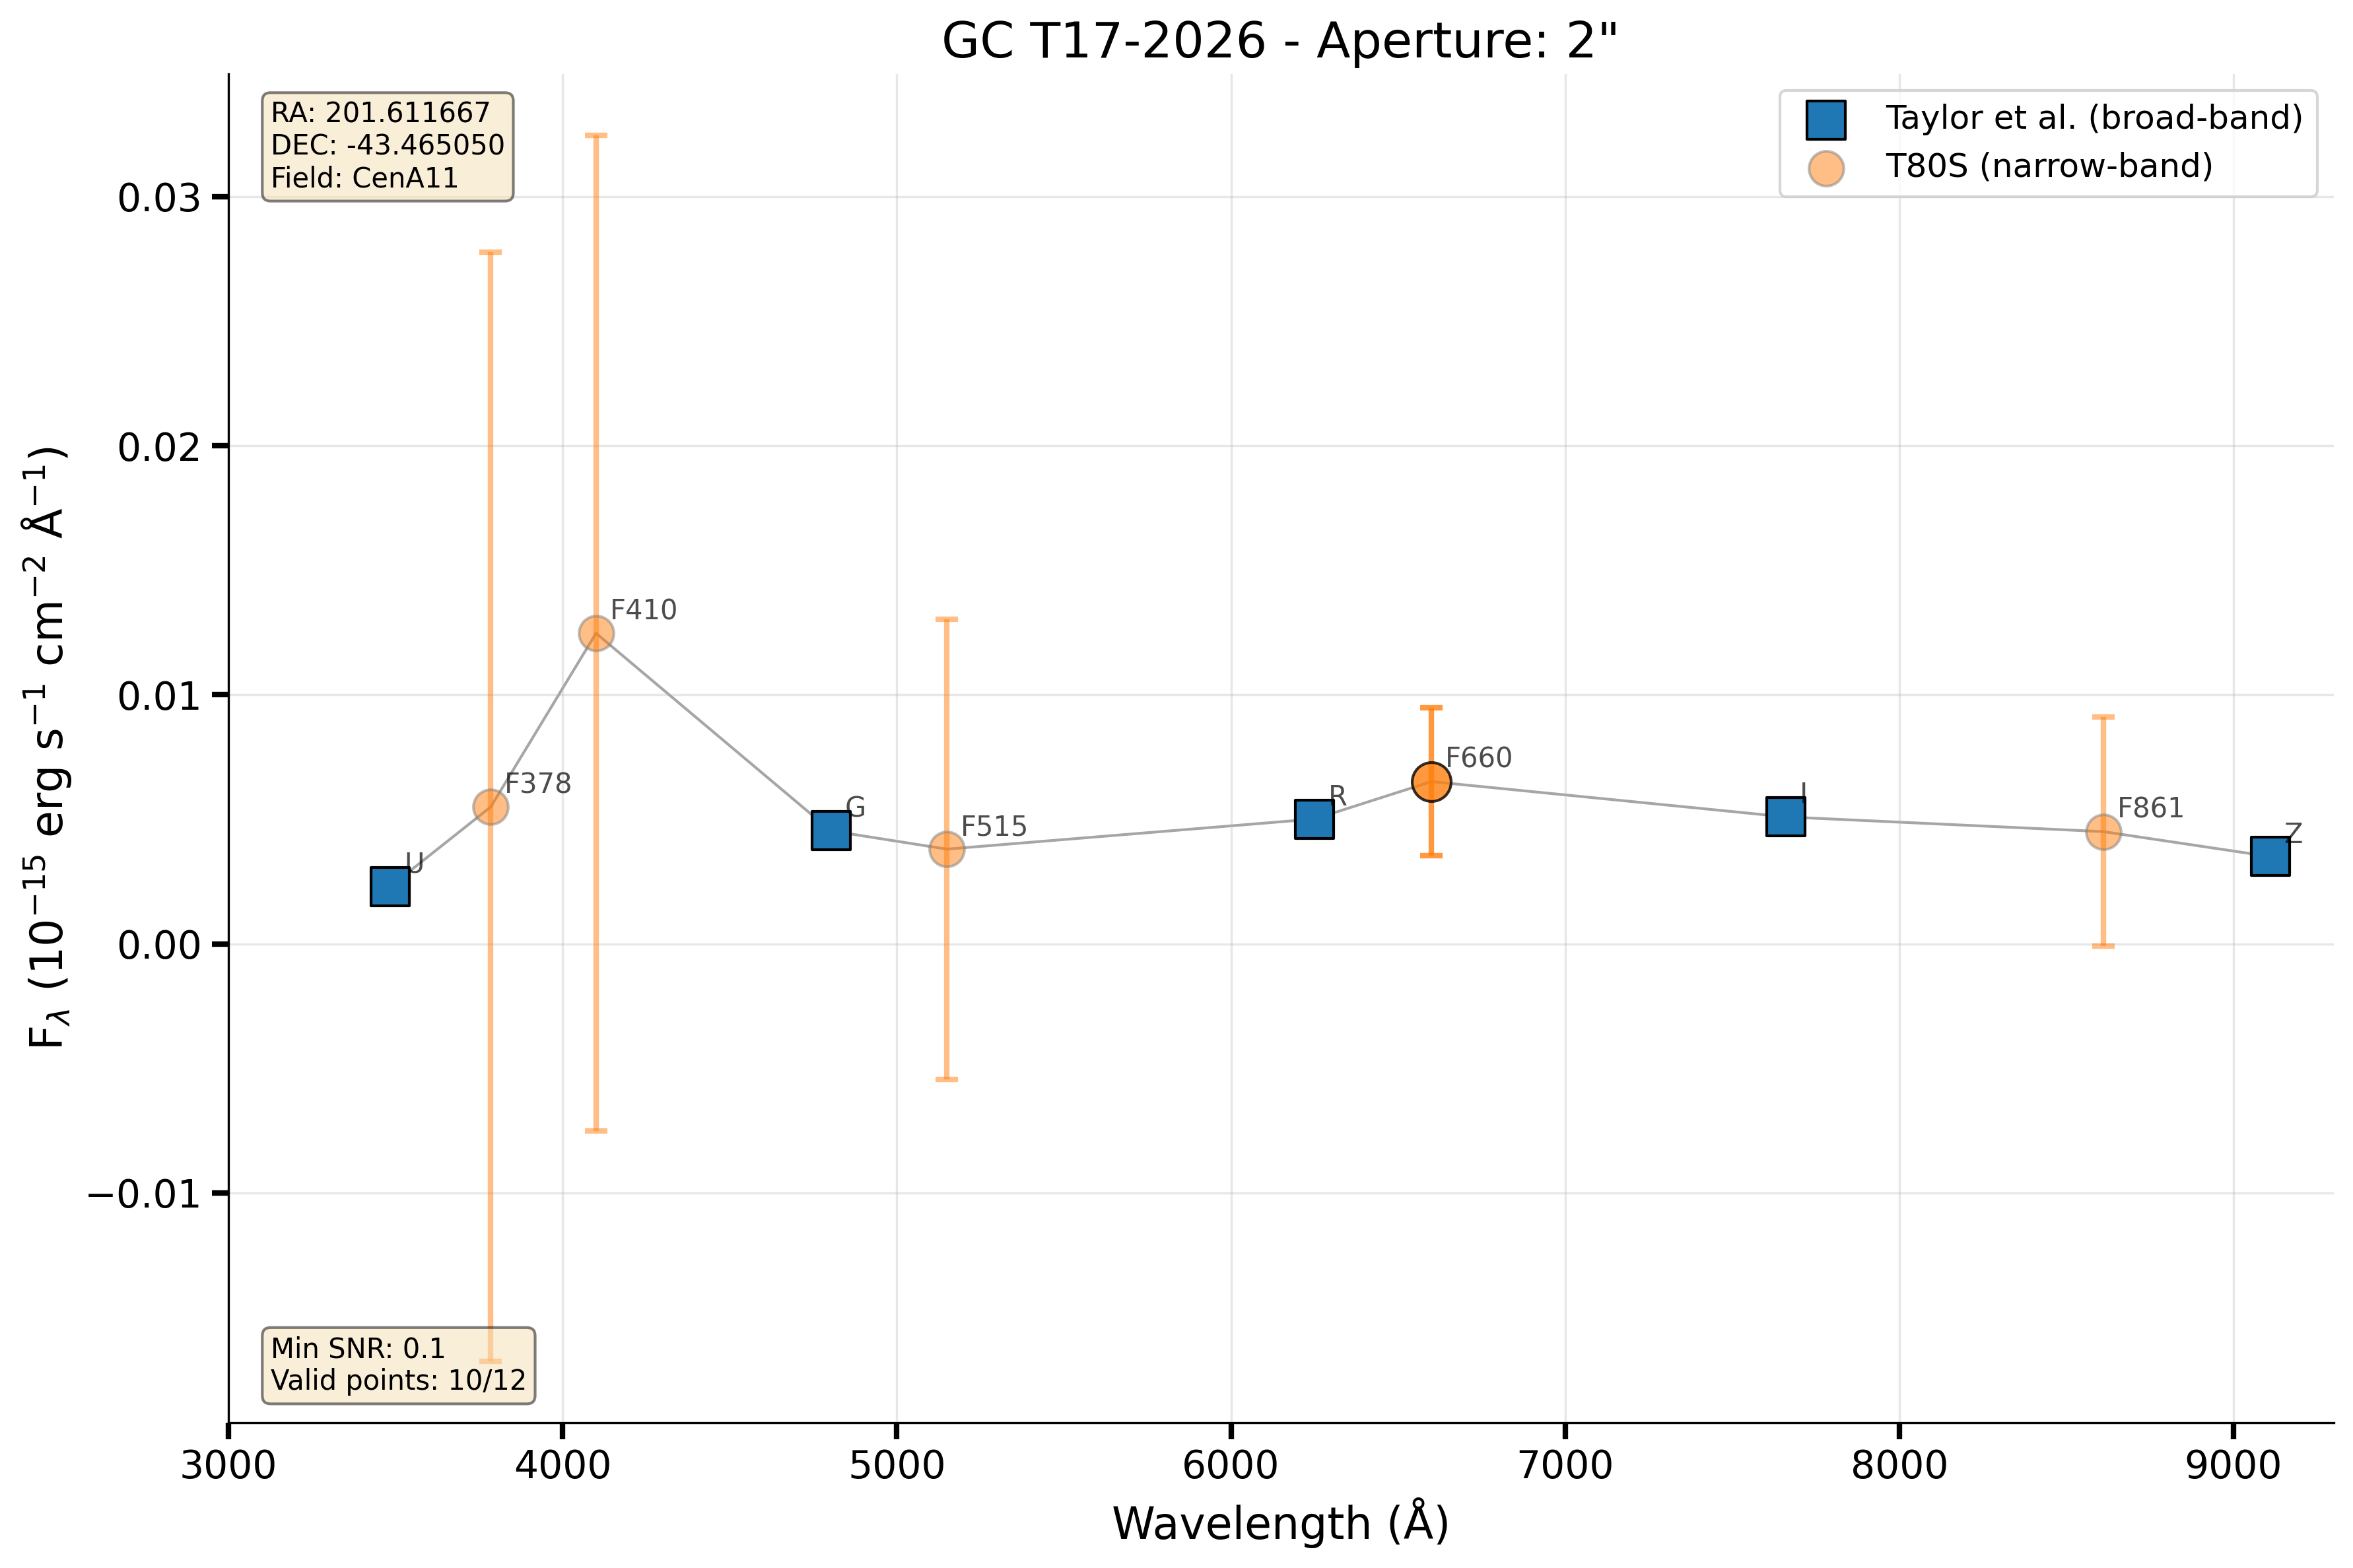 GC T17-2026 - Aperture: 2"
RA: 201.611667
DEC: -43.465050
Field: CenA11
Taylor et al. (broad-band)
T80S (narrow-band)
0.03
0.02
0.01
0.00
−0.01
F_λ (10⁻¹⁵ erg s⁻¹ cm⁻² Å⁻¹)
U
F378
F410
G
F515
R
F660
I
F861
Z
Min SNR: 0.1
Valid points: 10/12
3000 4000 5000 6000 7000 8000 9000
Wavelength (Å)